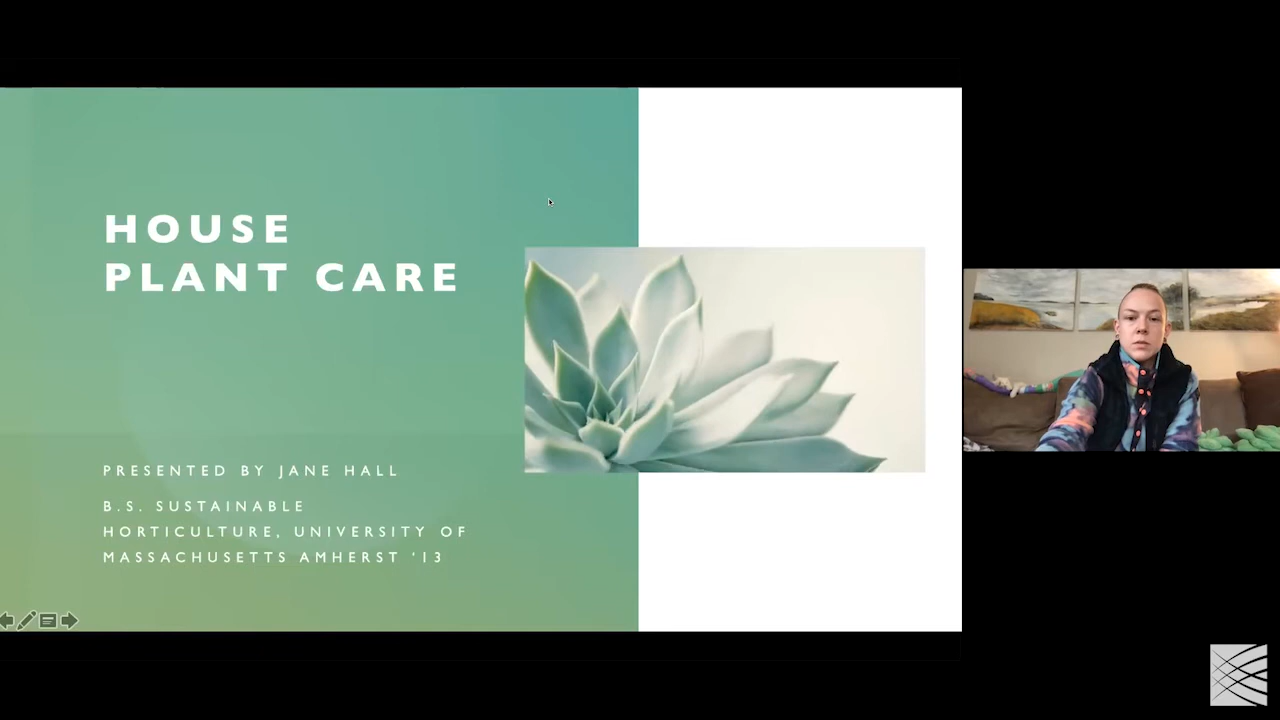 HOUSE
PLANT CARE
PRESENTED BY JANE HALL
B.S. SUSTAINABLE
HORTICULTURE, UNIVERSITY OF
MASSACHUSETTS AMHERST ‘13